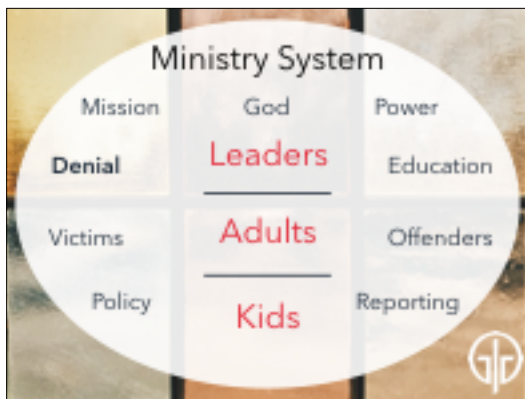 Ministry System
Mission God Power
Denial Leaders Education
Victims Adults Offenders
Policy Kids Reporting